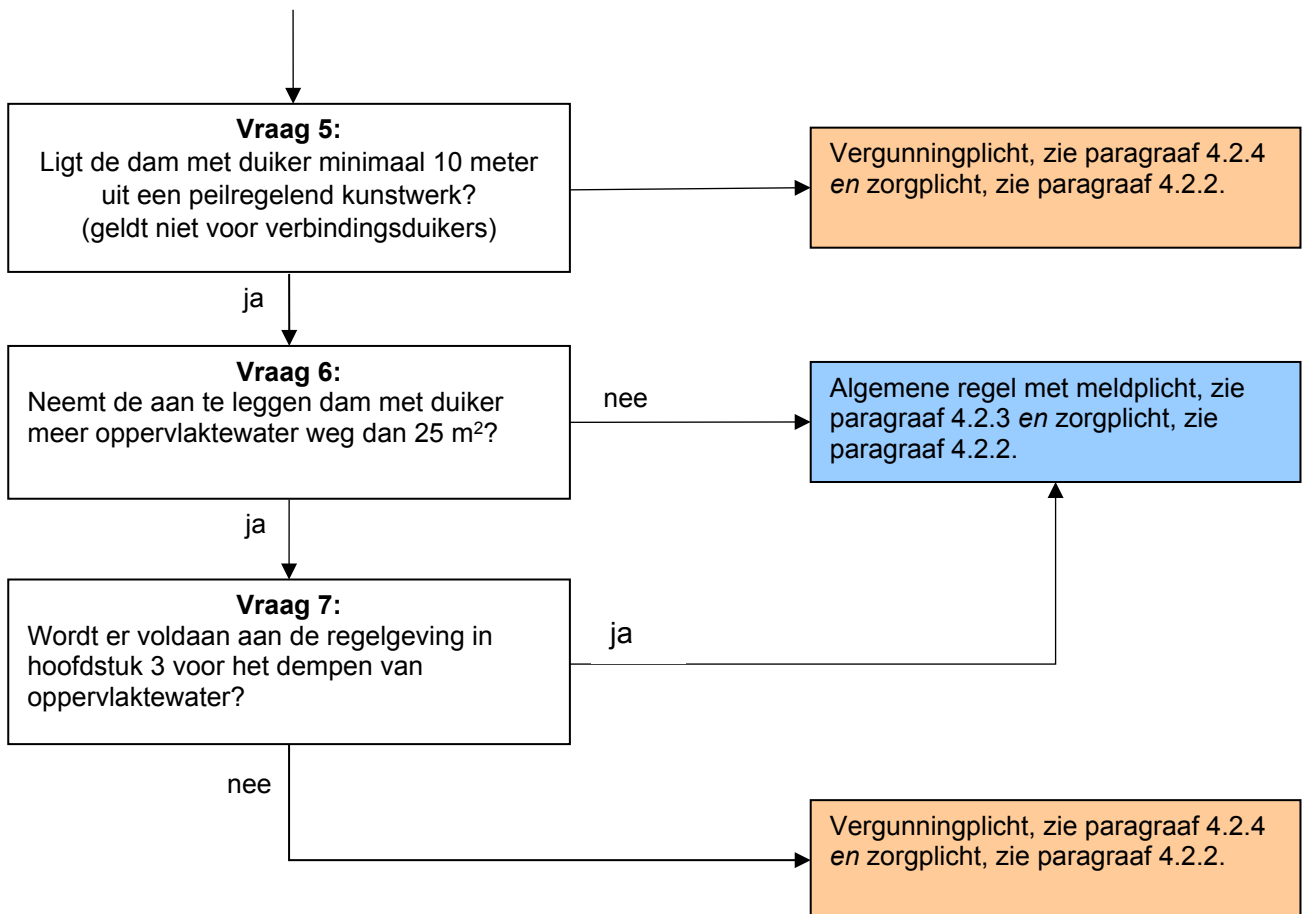 Vraag 5:
Ligt de dam met duiker minimaal 10 meter
uit een peilregelend kunstwerk?
(geldt niet voor verbindingsduikers)
Vergunningplicht, zie paragraaf 4.2.4
en zorgplicht, zie paragraaf 4.2.2.
ja
Vraag 6:
Neemt de aan te leggen dam met duiker
meer oppervlaktewater weg dan 25 m²?
nee
Algemene regel met meldplicht, zie
paragraaf 4.2.3 en zorgplicht, zie
paragraaf 4.2.2.
ja
Vraag 7:
Wordt er voldaan aan de regelgeving in
hoofdstuk 3 voor het dempen van
oppervlaktewater?
ja
nee
Vergunningplicht, zie paragraaf 4.2.4
en zorgplicht, zie paragraaf 4.2.2.